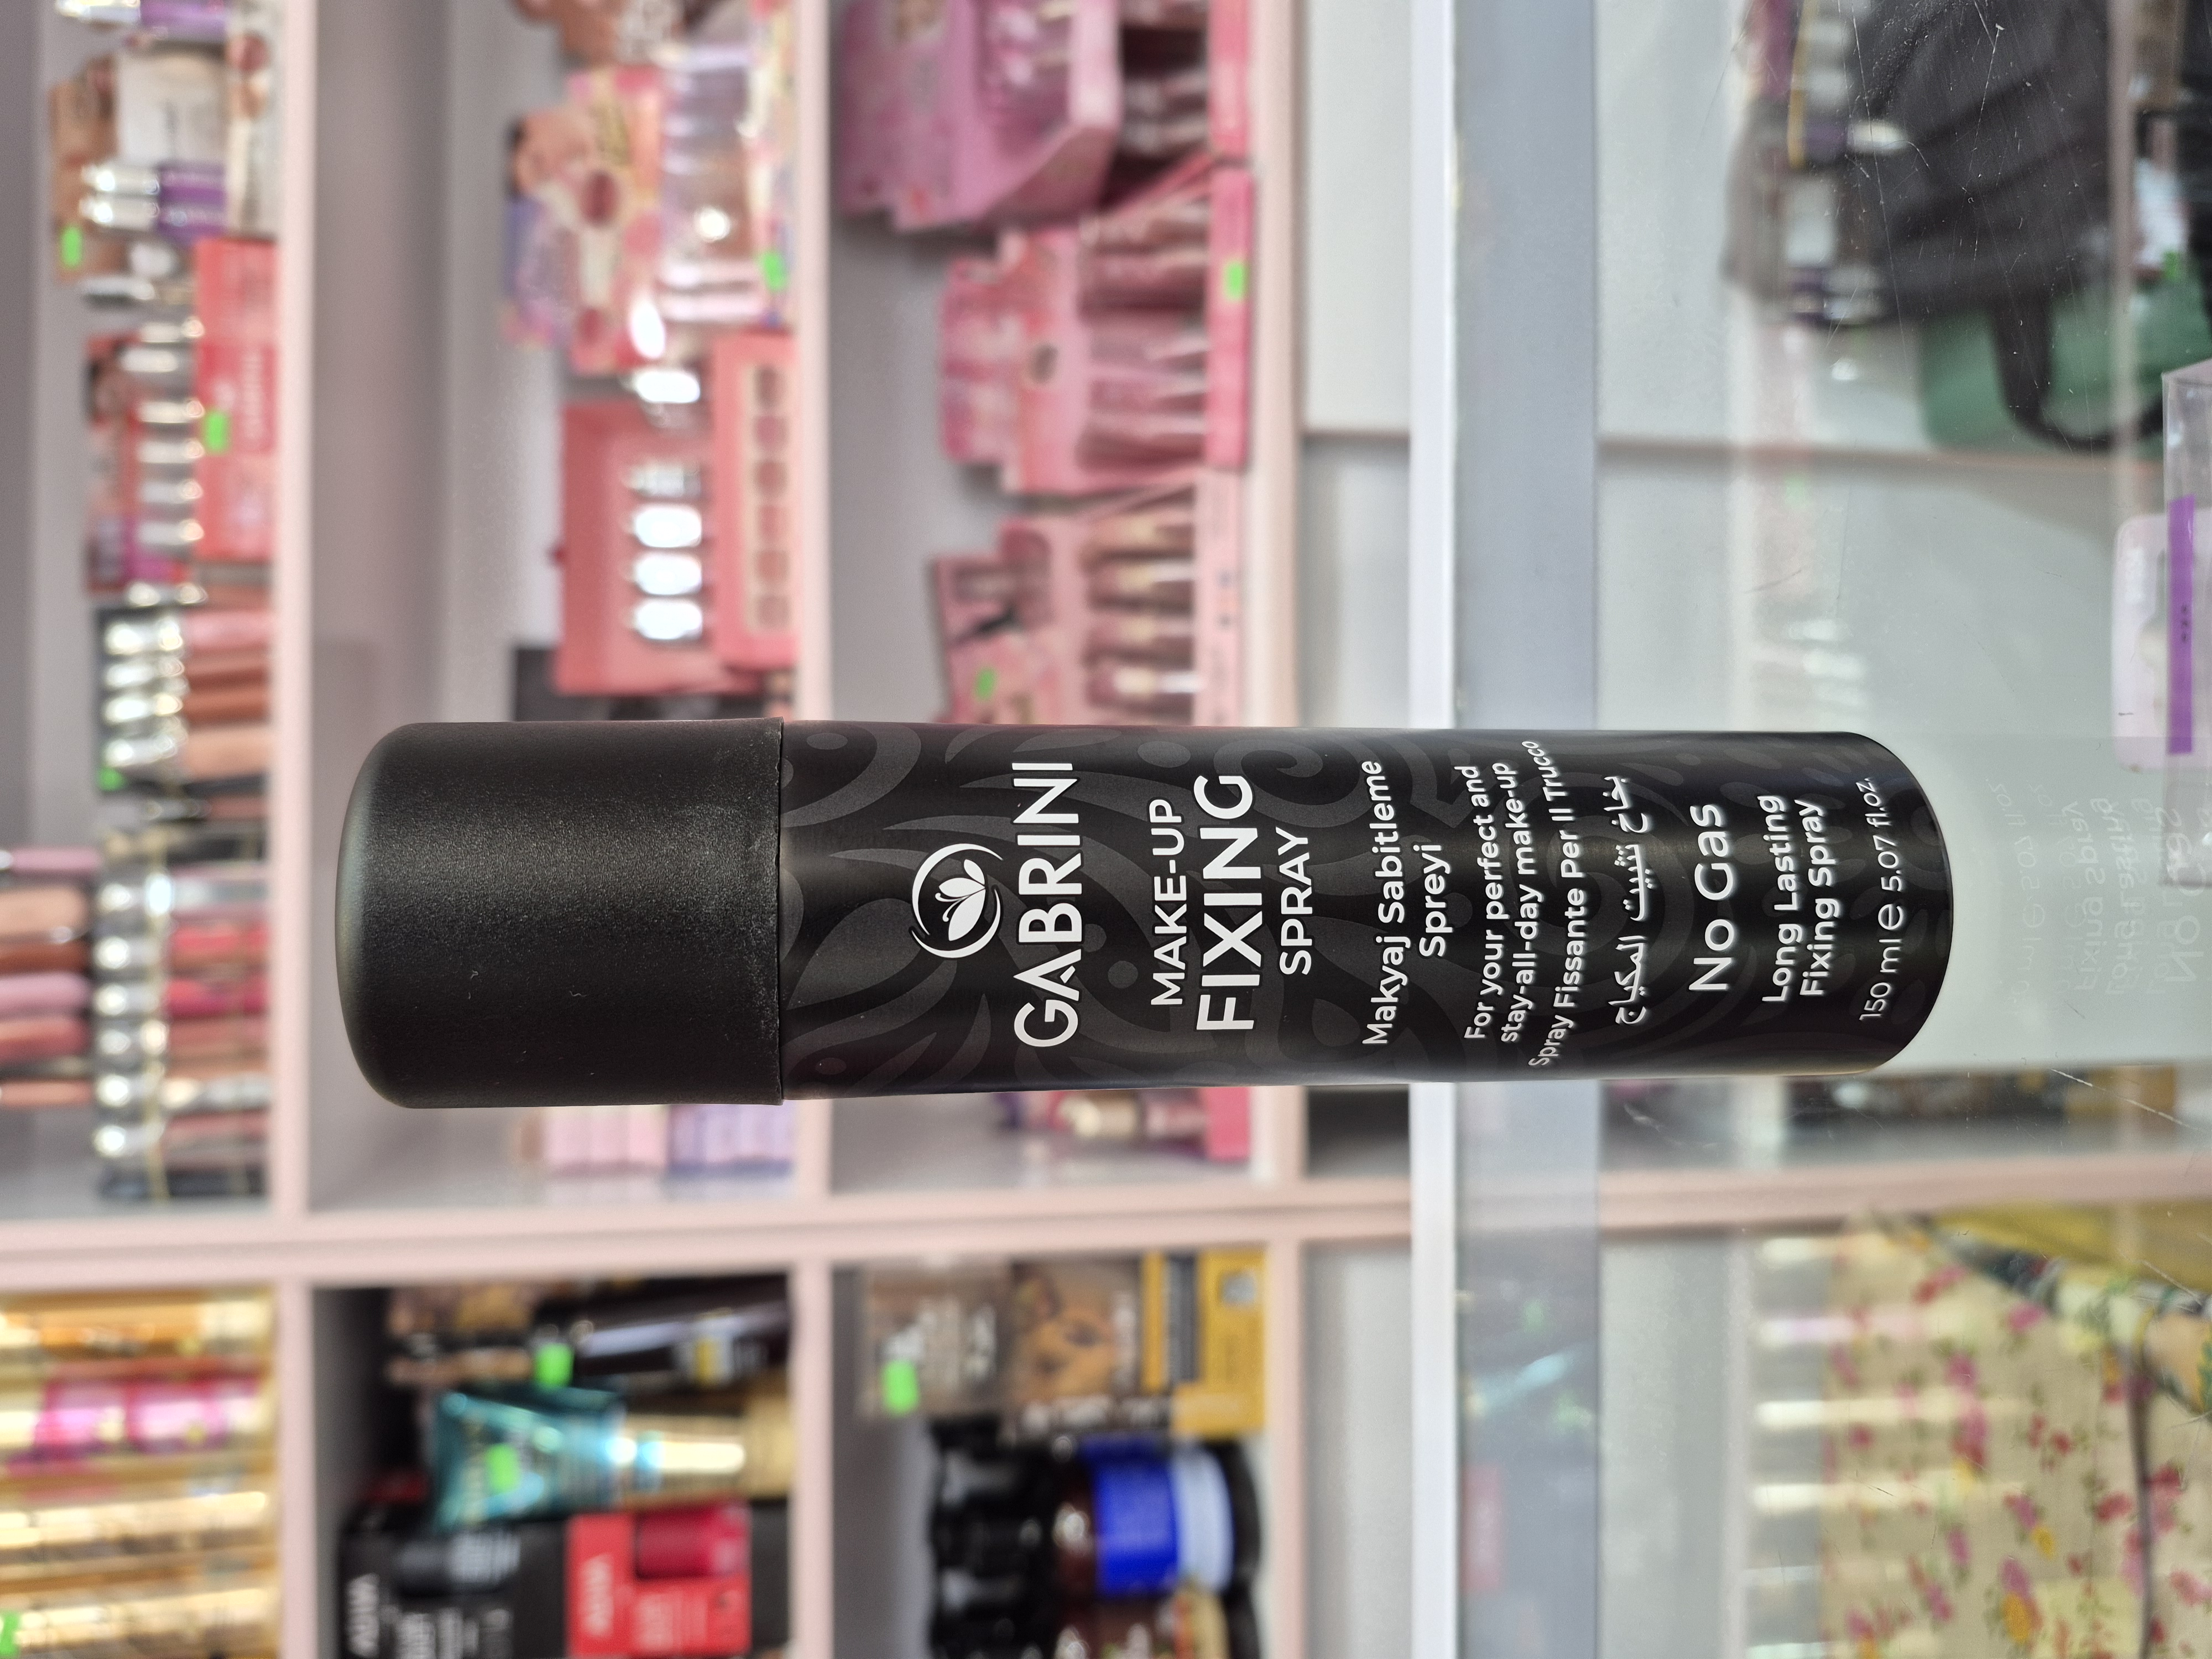 GABRINI
MAKE-UP
FIXING
SPRAY
Makyaj Sabitleme
Spreyi
For your perfect and
stay-all-day make-up
Spray Fissante Per Il Trucco
بخاخ تثبيت المكياج
No Gas
Long Lasting
Fixing Spray
150 ml e 5.07 fl.oz.